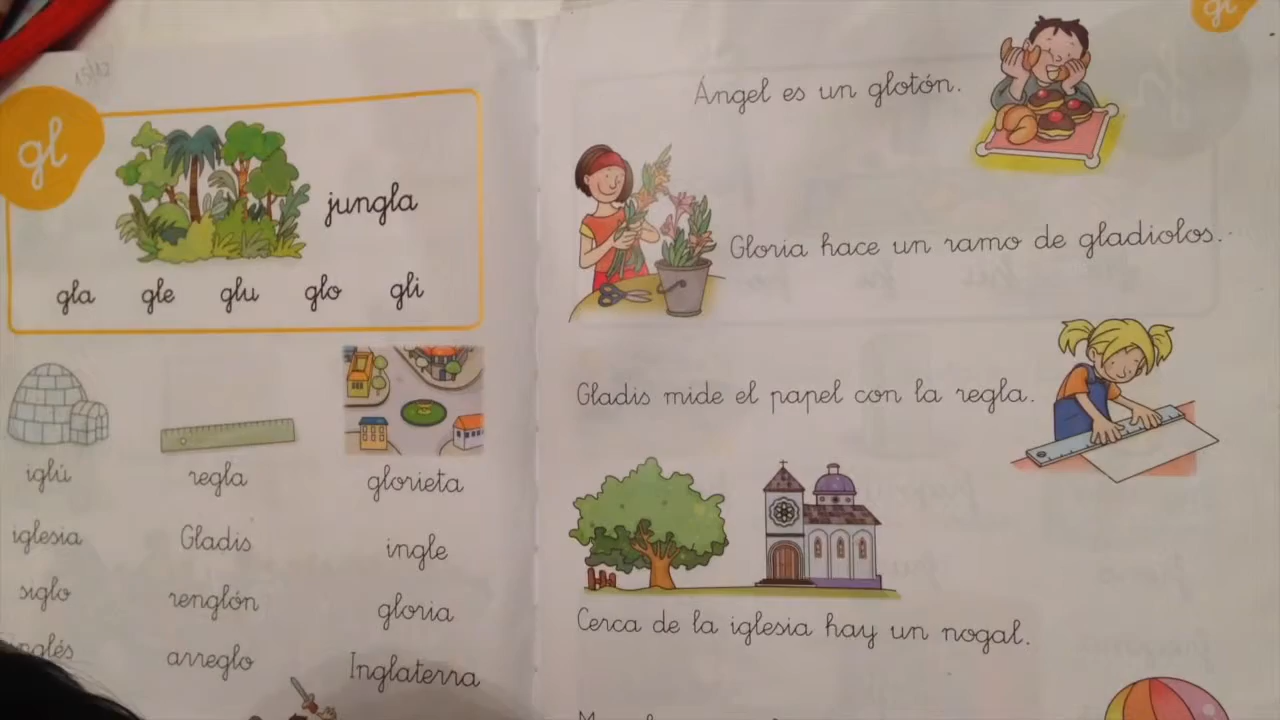 gl
jungla
gla gle glu glo gli
iglú regla glorieta
iglesia Gladis ingle
siglo renglón gloria
arreglo Inglaterra
gl
Ángel es un glotón.
Gloria hace un ramo de gladiolos.
Gladis mide el papel con la regla.
Cerca de la iglesia hay un nogal.